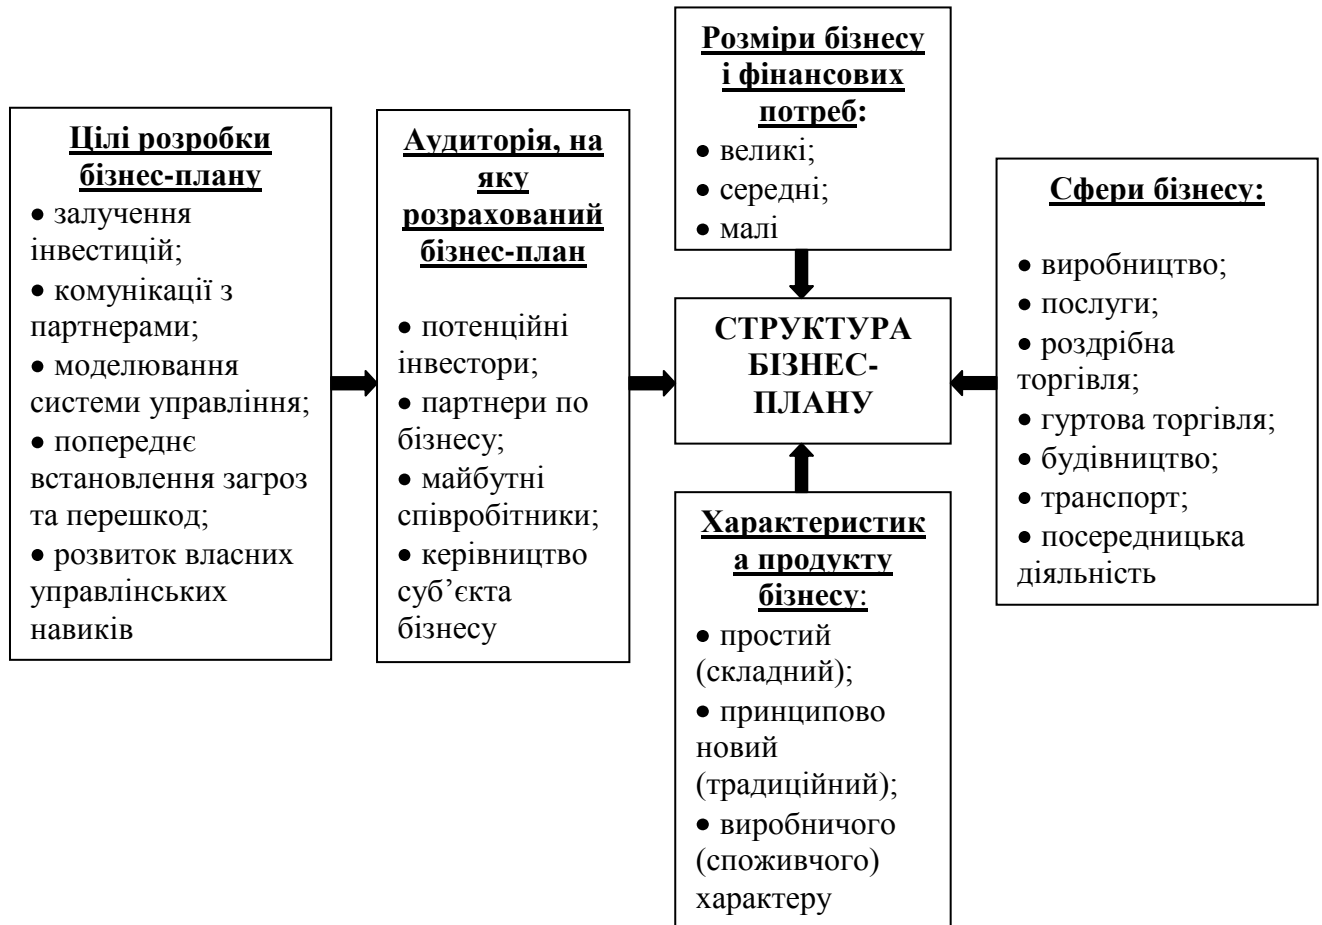 Цілі розробки
бізнес-плану
• залучення
інвестицій;
• комунікації з
партнерами;
• моделювання
системи управління;
• попереднє
встановлення загроз
та перешкод;
• розвиток власних
управлінських
навиків
Аудиторія, на
яку
розрахований
бізнес-план
• потенційні
інвестори;
• партнери по
бізнесу;
• майбутні
співробітники;
• керівництво
суб’єкта
бізнесу
Розміри бізнесу
і фінансових
потреб:
• великі;
• середні;
• малі
СТРУКТУРА
БІЗНЕС-
ПЛАНУ
Характеристик
а продукту
бізнесу:
• простий
(складний);
• принципово
новий
(традиційний);
• виробничого
(споживчого)
характеру
Сфери бізнесу:
• виробництво;
• послуги;
• роздрібна
торгівля;
• гуртова торгівля;
• будівництво;
• транспорт;
• посередницька
діяльність